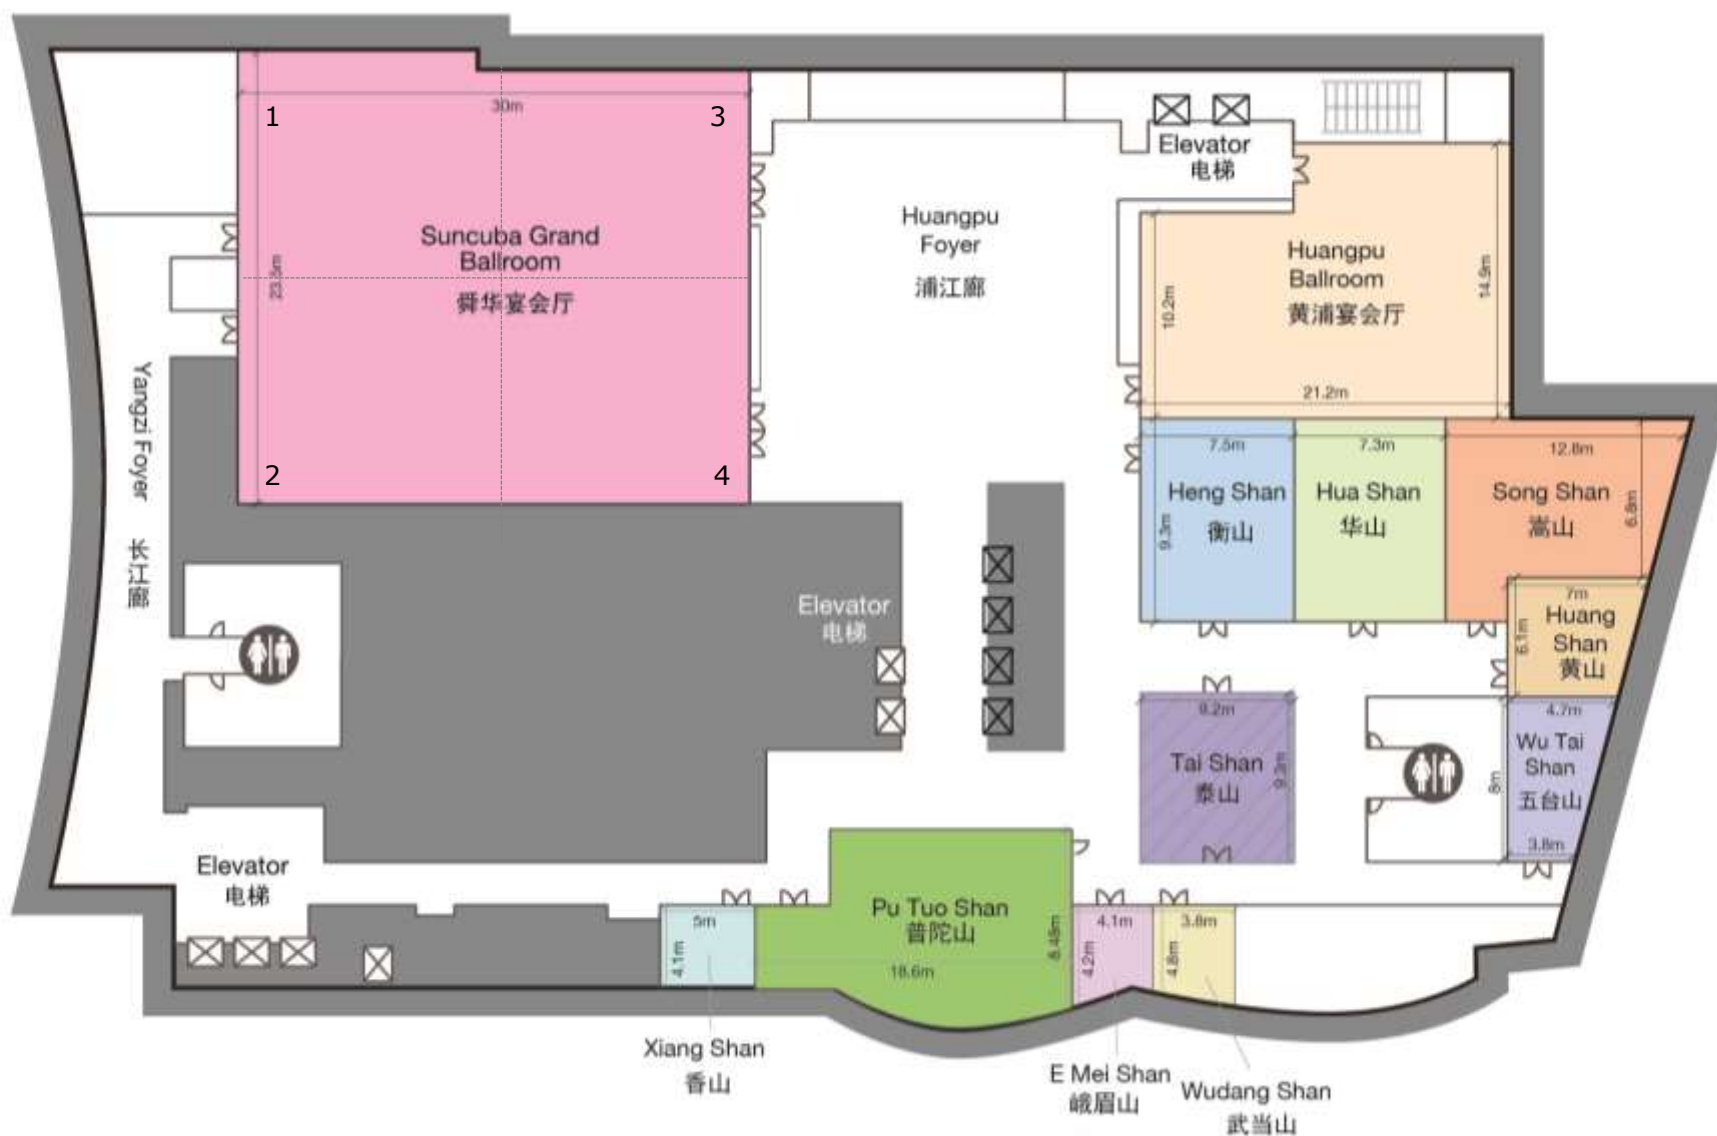 1
30m
3
Suncuba Grand
Ballroom
舜华宴会厅
23.5m
2
4
Yangzi Foyer 长江廊
Huangpu
Foyer
浦江廊
Elevator
电梯
Huangpu
Ballroom
黄浦宴会厅
10.2m
14.9m
21.2m
7.5m
Heng Shan
衡山
9.3m
7.3m
Hua Shan
华山
12.8m
Song Shan
嵩山
6.8m
7m
Huang
Shan
黄山
6.1m
Elevator
电梯
9.2m
Tai Shan
泰山
9.3m
4.7m
Wu Tai
Shan
五台山
8m
3.8m
Elevator
电梯
5m
4.1m
Pu Tuo Shan
普陀山
18.6m
8.48m
4.1m
4.2m
3.8m
4.8m
Xiang Shan
香山
E Mei Shan
峨眉山
Wudang Shan
武当山